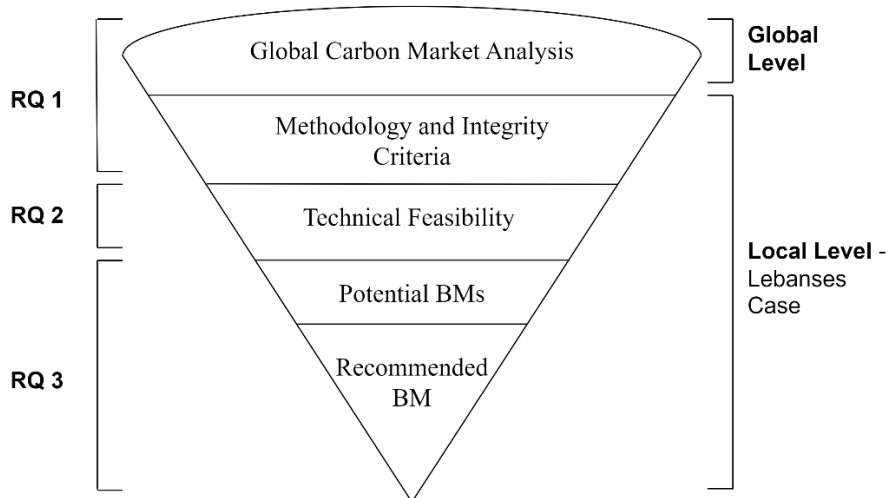 Global Carbon Market Analysis
Global
Level
RQ 1
Methodology and Integrity
Criteria
RQ 2
Technical Feasibility
Local Level -
Lebanses
Case
Potential BMs
RQ 3
Recommended
BM